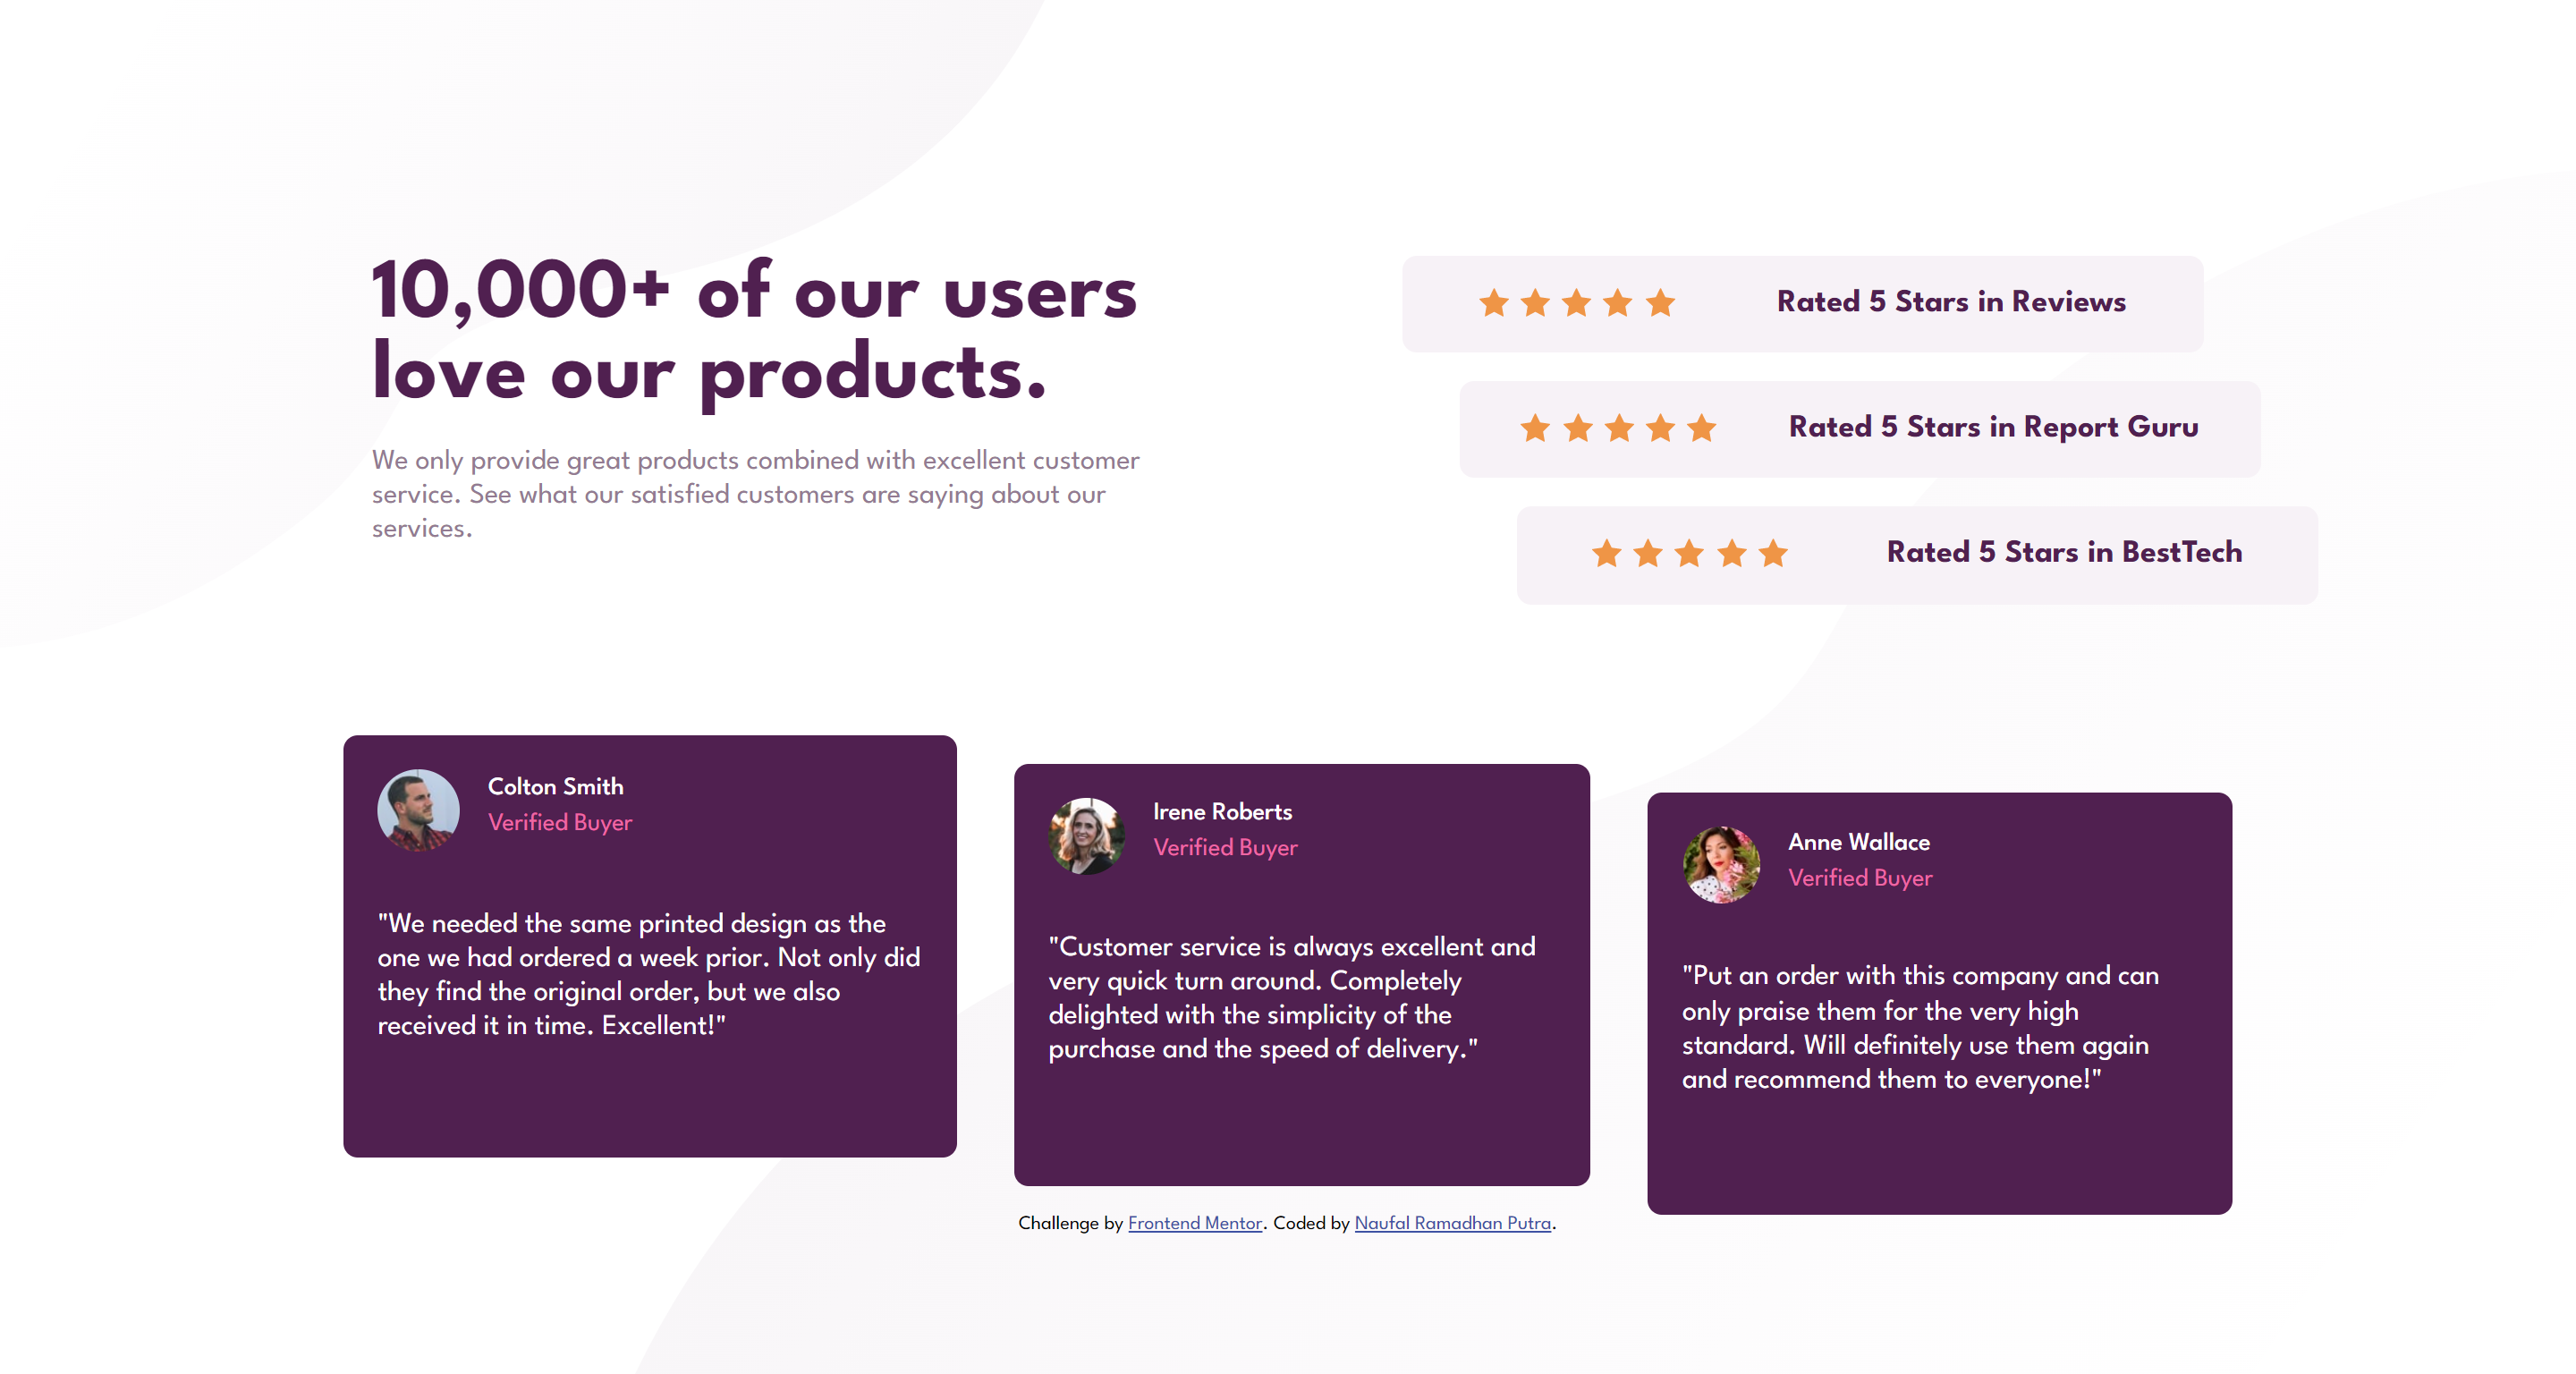 10,000+ of our users
love our products.
We only provide great products combined with excellent customer
service. See what our satisfied customers are saying about our
services.
Rated 5 Stars in Reviews
Rated 5 Stars in Report Guru
Rated 5 Stars in BestTech
Colton Smith
Verified Buyer
"We needed the same printed design as the
one we had ordered a week prior. Not only did
they find the original order, but we also
received it in time. Excellent!"
Irene Roberts
Verified Buyer
"Customer service is always excellent and
very quick turn around. Completely
delighted with the simplicity of the
purchase and the speed of delivery."
Anne Wallace
Verified Buyer
"Put an order with this company and can
only praise them for the very high
standard. Will definitely use them again
and recommend them to everyone!"
Challenge by Frontend Mentor. Coded by Naufal Ramadhan Putra.